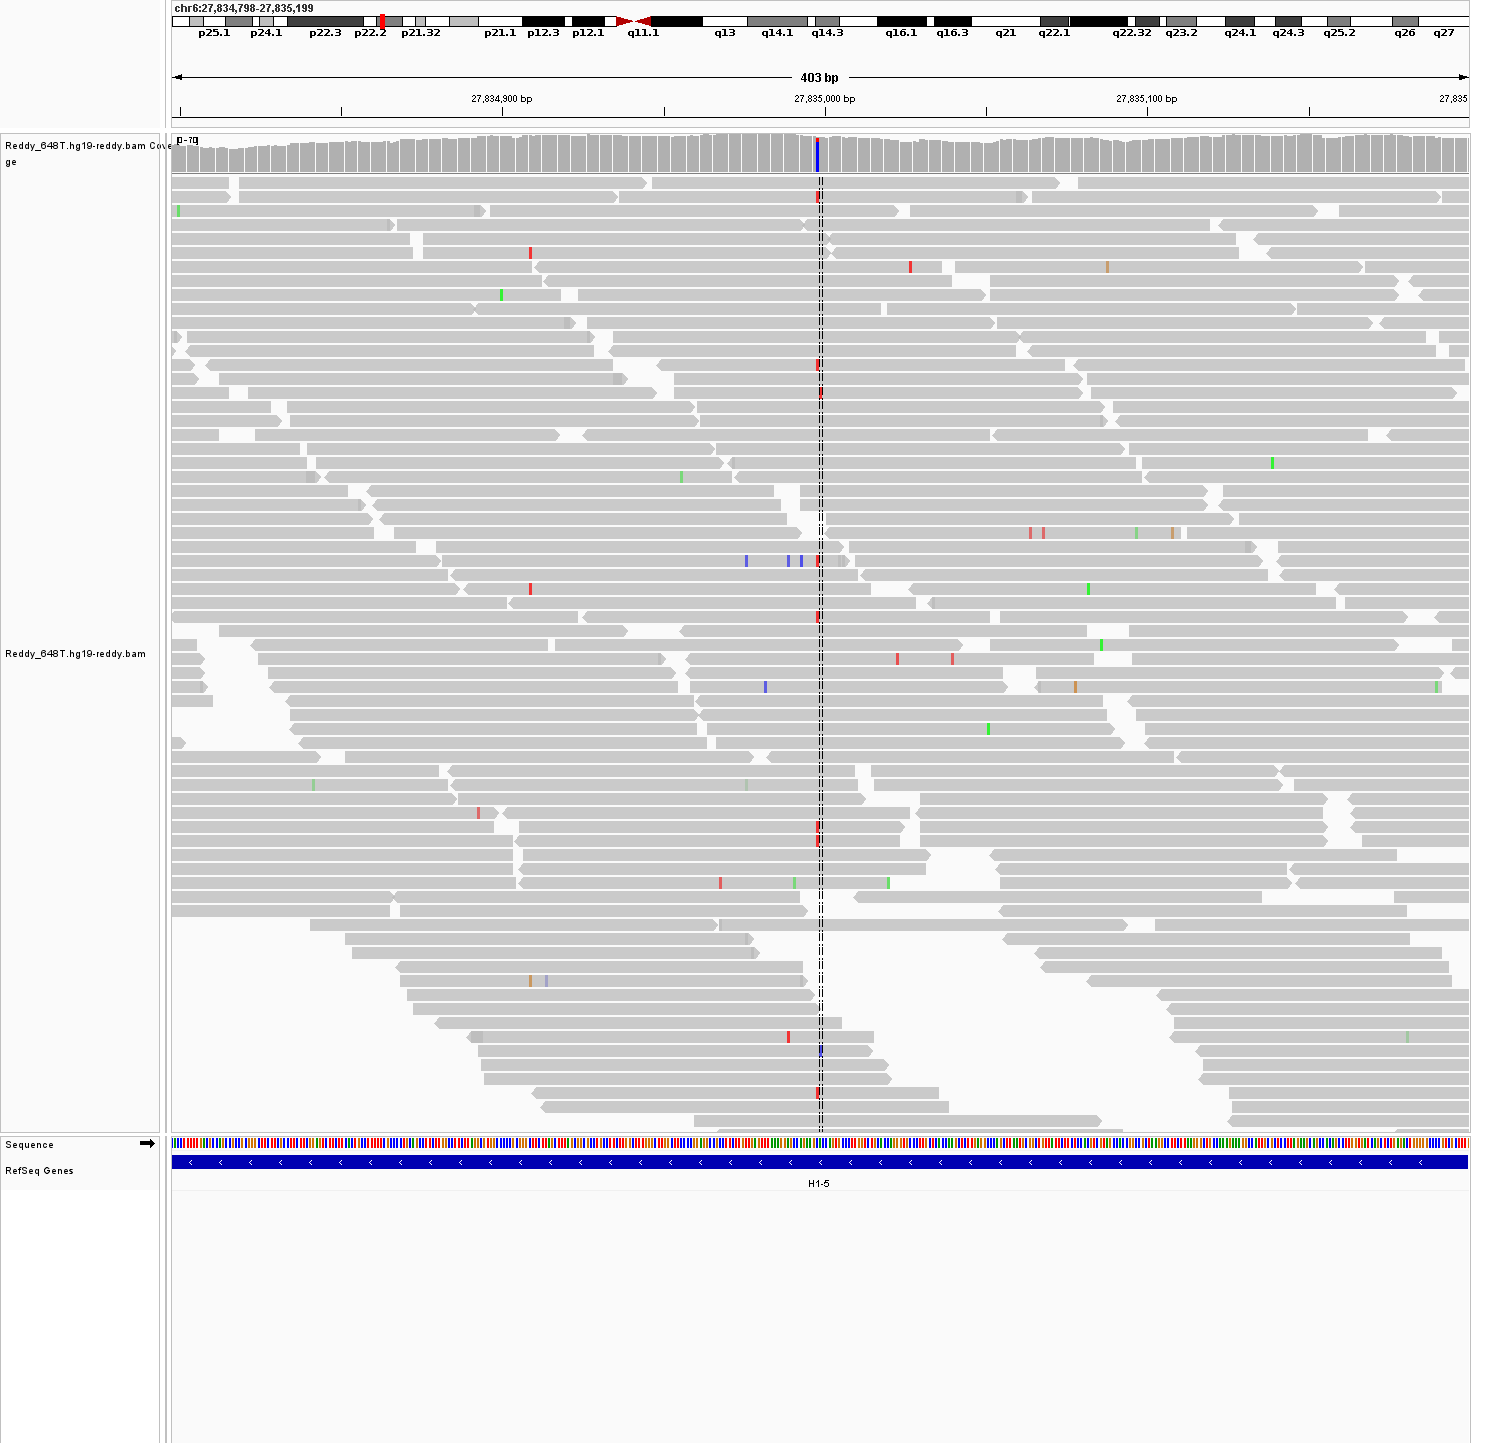 chr6:27,834,798-27,835,199
p25.1 p24.1 p22.3 p22.2 p21.32 p21.1 p12.3 p12.1 q11.1 q13 q14.1 q14.3 q16.1 q16.3 q21 q22.1 q22.32 q23.2 q24.1 q24.3 q25.2 q26 q27
403 bp
27,834,900 bp 27,835,000 bp 27,835,100 bp 27,835
Reddy_648T.hg19-reddy.bam Cove
ge
[0 - 70]
Reddy_648T.hg19-reddy.bam
Sequence
RefSeq Genes
H1-5